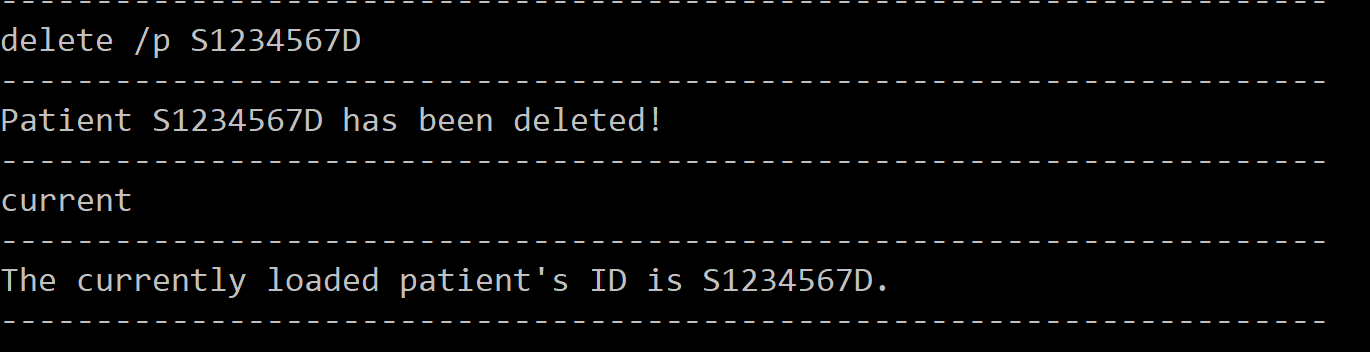 ----------------------------------------------------------------------
delete /p S1234567D
----------------------------------------------------------------------
Patient S1234567D has been deleted!
----------------------------------------------------------------------
current
----------------------------------------------------------------------
The currently loaded patient's ID is S1234567D.
----------------------------------------------------------------------